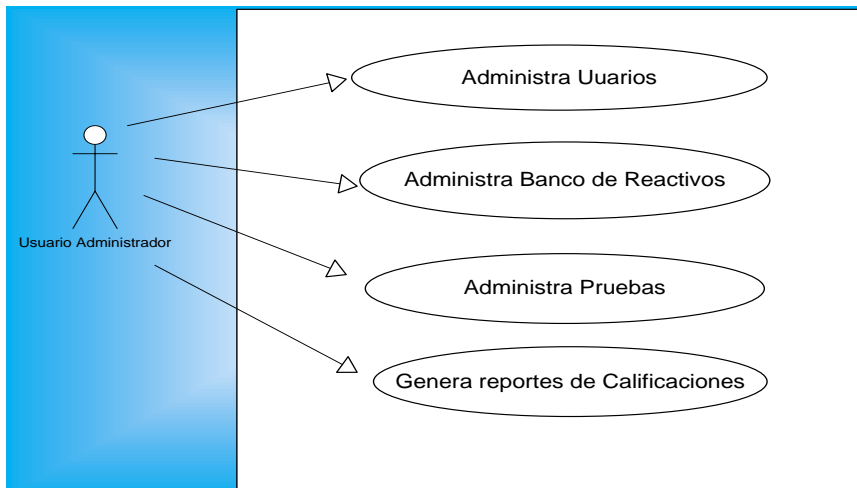 Administra Uuarios
Administra Banco de Reactivos
Usuario Administrador
Administra Pruebas
Genera reportes de Calificaciones